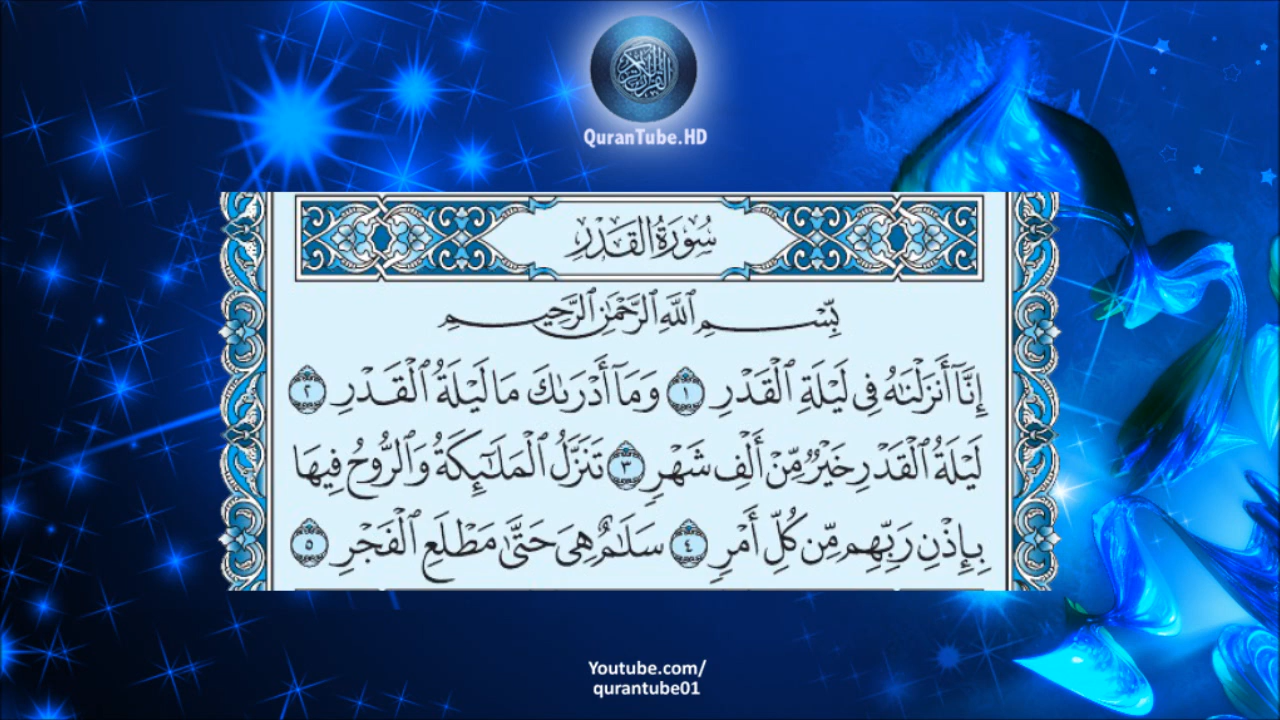 QuranTube.HD
سُورَةُ القَدْرِ
بِسْمِ ٱللَّهِ ٱلرَّحْمَٰنِ ٱلرَّحِيمِ
إِنَّآ أَنزَلْنَٰهُ فِى لَيْلَةِ ٱلْقَدْرِ ١ وَمَآ أَدْرَىٰكَ مَا لَيْلَةُ ٱلْقَدْرِ ٢
لَيْلَةُ ٱلْقَدْرِ خَيْرٌ مِّنْ أَلْفِ شَهْرٍ ٣ تَنَزَّلُ ٱلْمَلَٰٓئِكَةُ وَٱلرُّوحُ فِيهَا
بِإِذْنِ رَبِّهِم مِّن كُلِّ أَمْرٍ ٤ سَلَٰمٌ هِىَ حَتَّىٰ مَطْلَعِ ٱلْفَجْرِ ٥
Youtube.com/
qurantube01